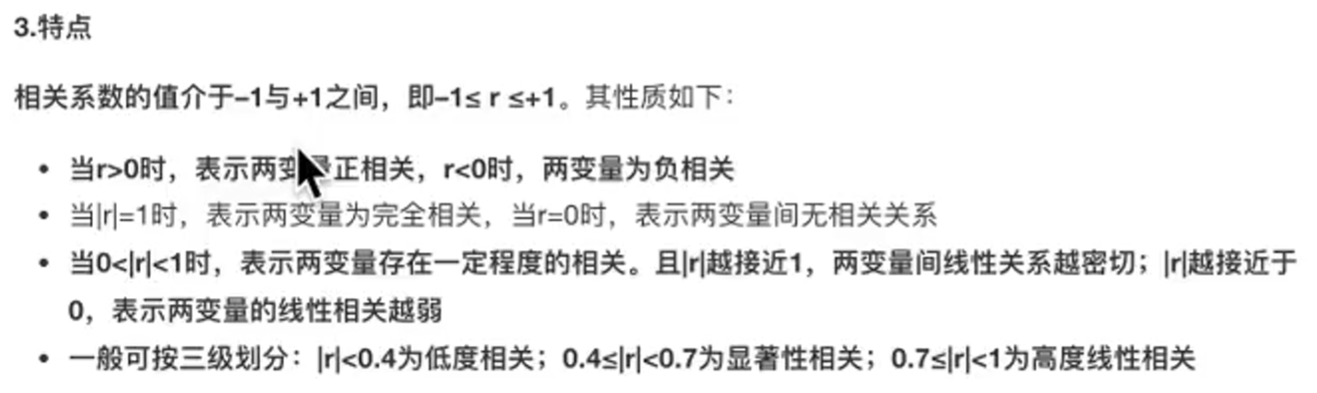 3.特点
相关系数的值介于–1与+1之间，即–1≤ r ≤+1。其性质如下：
• 当r>0时，表示两变量正相关，r<0时，两变量为负相关
• 当|r|=1时，表示两变量为完全相关，当r=0时，表示两变量间无相关关系
• 当0<|r|<1时，表示两变量存在一定程度的相关。且|r|越接近1，两变量间线性关系越密切；|r|越接近于
0，表示两变量的线性相关越弱
• 一般可按三级划分：|r|<0.4为低度相关；0.4≤|r|<0.7为显著性相关；0.7≤|r|<1为高度线性相关